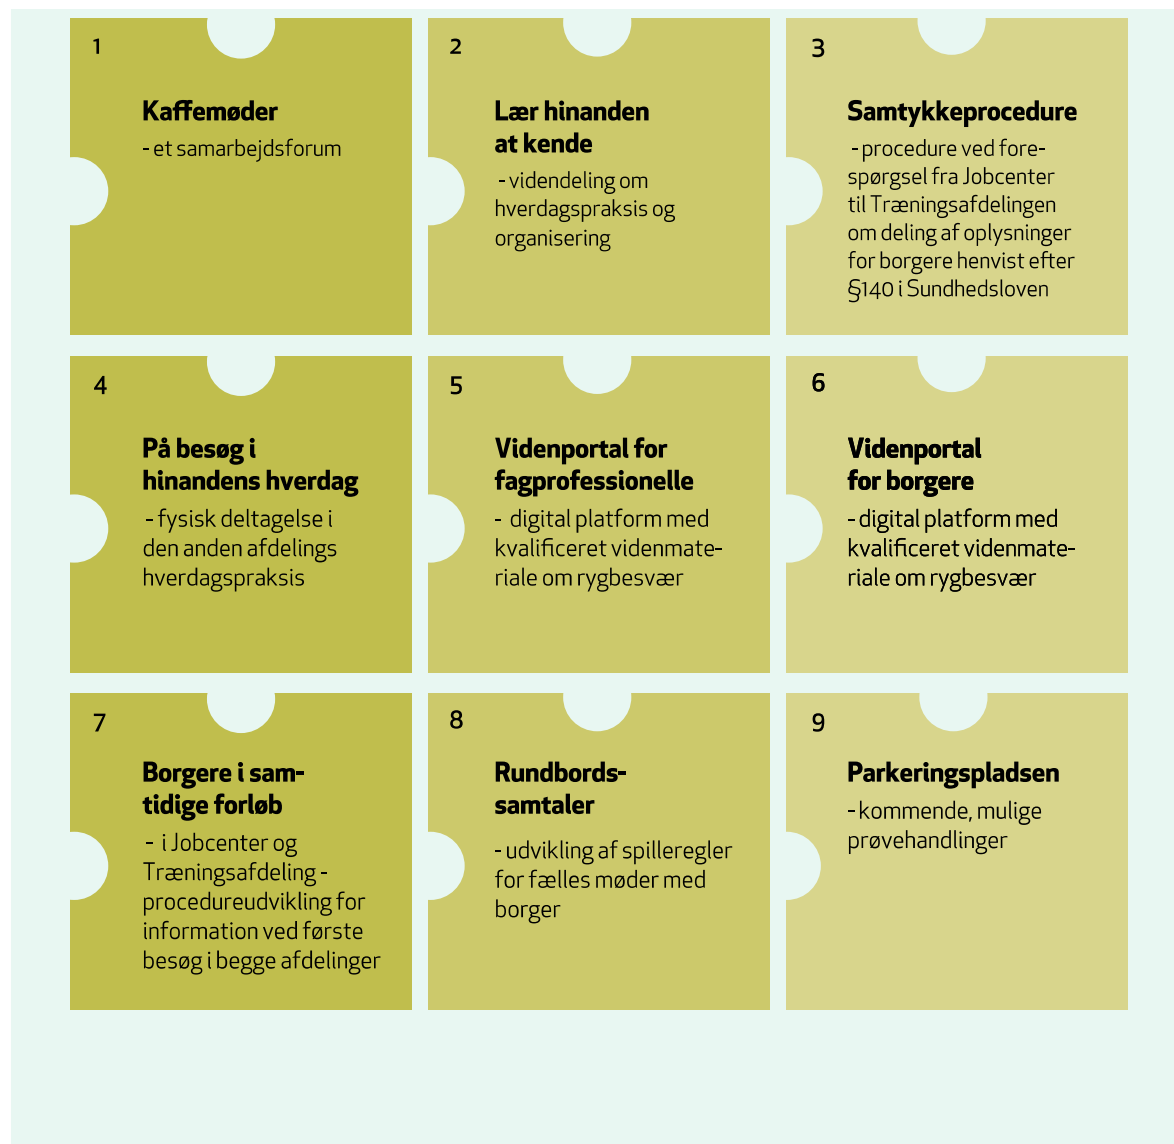 1
Kaffemøder
- et samarbejdsforum
2
Lær hinanden
at kende
- videndeling om
hverdagspraksis og
organisering
3
Samtykkeprocedure
- procedure ved fore-
spørgsel fra Jobcenter
til Træningsafdelingen
om deling af oplysninger
for borgere henvist efter
§140 i Sundhedsloven
4
På besøg i
hinandens hverdag
- fysisk deltagelse i
den anden afdelings
hverdagspraksis
5
Videnportal for
fagprofessionelle
- digital platform med
kvalificeret videnmate-
riale om rygbesvær
6
Videnportal
for borgere
- digital platform med
kvalificeret videnmate-
riale om rygbesvær
7
Borgere i sam-
tidige forløb
- i Jobcenter og
Træningsafdeling -
procedureudvikling for
information ved første
besøg i begge afdelinger
8
Rundbords-
samtaler
- udvikling af spilleregler
for fælles møder med
borger
9
Parkeringspladsen
- kommende, mulige
prøvehandlinger